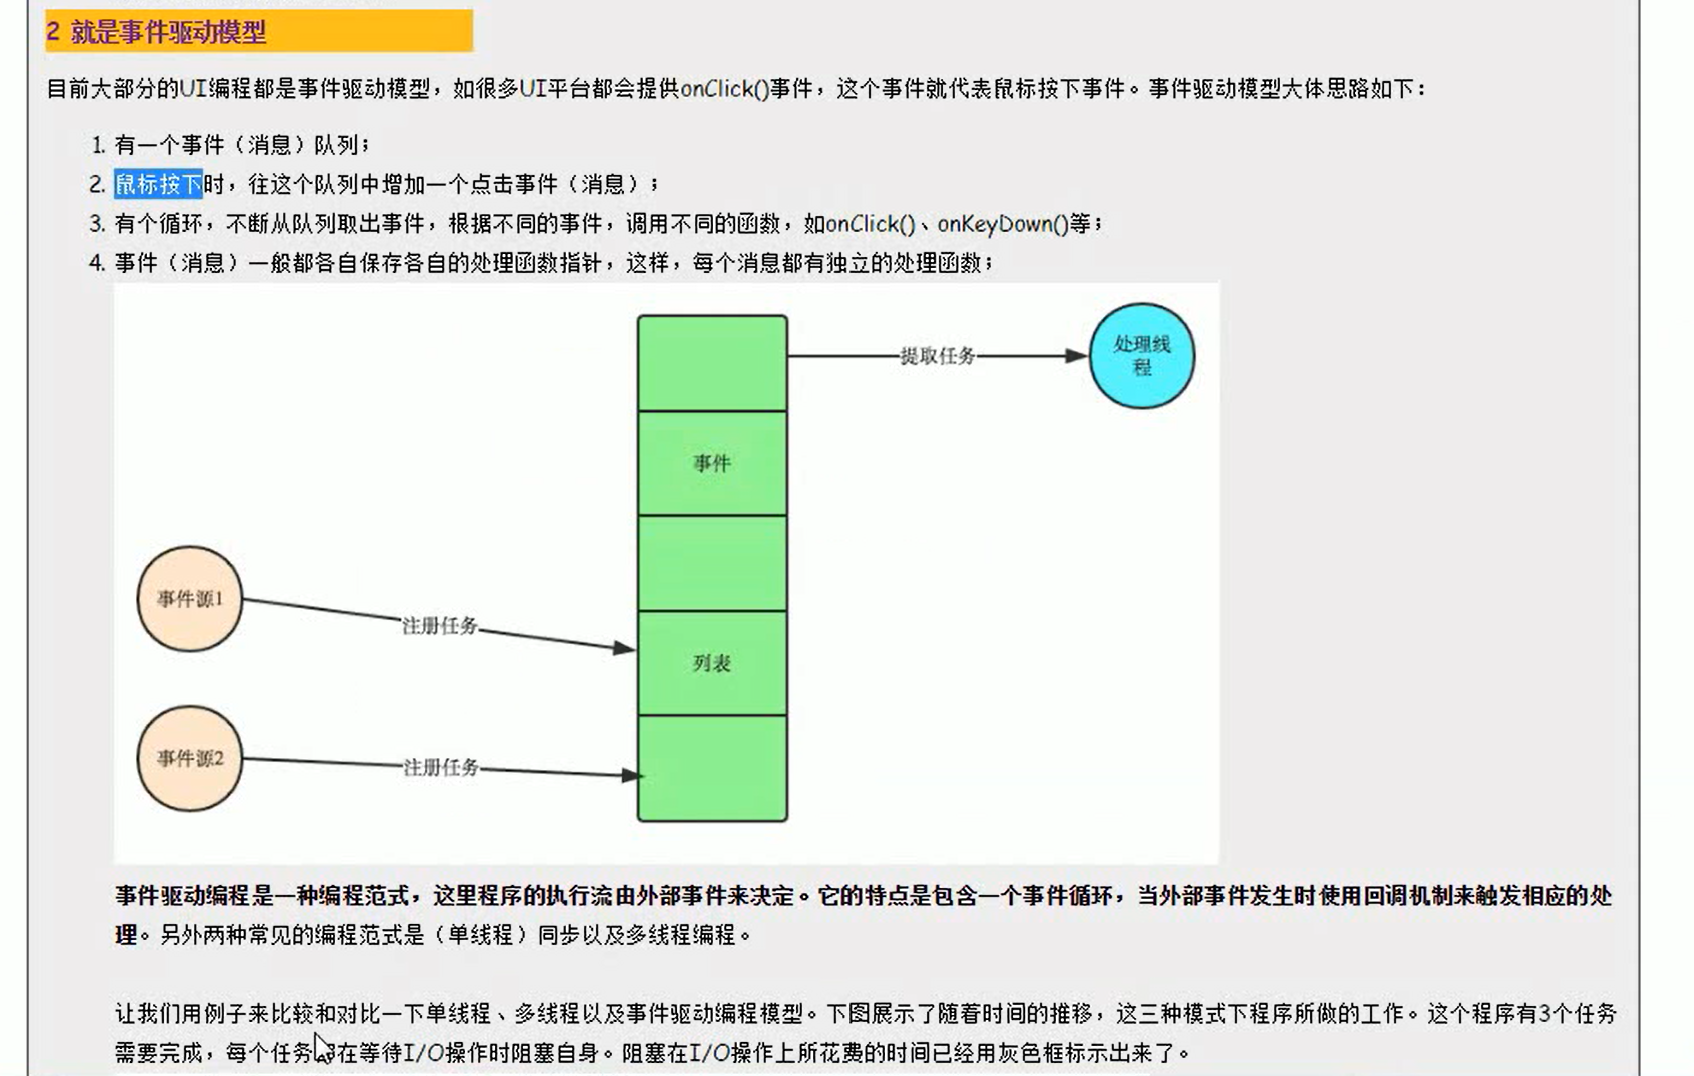 2 就是事件驱动模型
目前大部分的UI编程都是事件驱动模型，如很多UI平台都会提供onClick()事件，这个事件就代表鼠标按下事件。事件驱动模型大体思路如下：
1. 有一个事件（消息）队列；
2. 鼠标按下时，往这个队列中增加一个点击事件（消息）；
3. 有个循环，不断从队列取出事件，根据不同的事件，调用不同的函数，如onClick()、onKeyDown()等；
4. 事件（消息）一般都各自保存各自的处理函数指针，这样，每个消息都有独立的处理函数；
提取任务
处理线
程
事件
事件源1
注册任务
列表
事件源2
注册任务
事件驱动编程是一种编程范式，这里程序的执行流由外部事件来决定。它的特点是包含一个事件循环，当外部事件发生时使用回调机制来触发相应的处
理。另外两种常见的编程范式是（单线程）同步以及多线程编程。
让我们用例子来比较和对比一下单线程、多线程以及事件驱动编程模型。下图展示了随着时间的推移，这三种模式下程序所做的工作。这个程序有3个任务
需要完成，每个任务在等待I/O操作时阻塞自身。阻塞在I/O操作上所花费的时间已经用灰色框标示出来了。